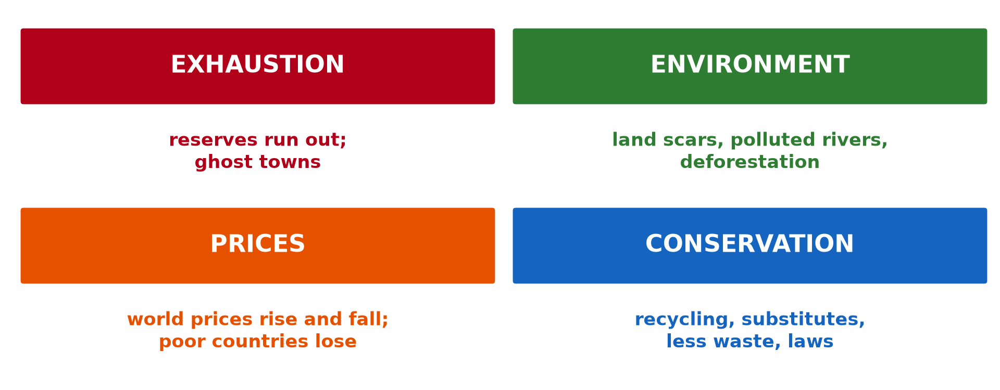 EXHAUSTION
reserves run out;
ghost towns
ENVIRONMENT
land scars, polluted rivers,
deforestation
PRICES
world prices rise and fall;
poor countries lose
CONSERVATION
recycling, substitutes,
less waste, laws